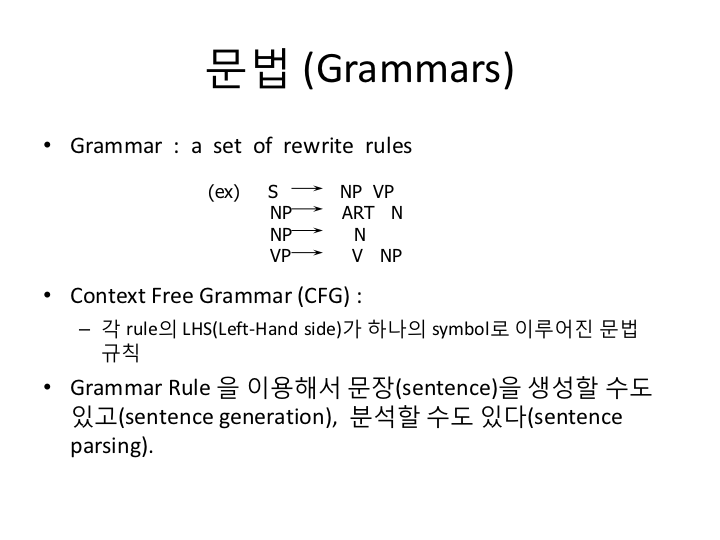 문법 (Grammars)
• Grammar : a set of rewrite rules
(ex) S → NP VP
NP → ART N
NP → N
VP → V NP
• Context Free Grammar (CFG) :
– 각 rule의 LHS(Left-Hand side)가 하나의 symbol로 이루어진 문법
규칙
• Grammar Rule 을 이용해서 문장(sentence)을 생성할 수도
있고(sentence generation), 분석할 수도 있다(sentence
parsing).